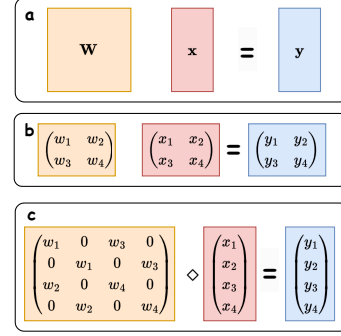 a
W x = y
b
(w₁ w₂) (x₁ x₂) = (y₁ y₂)
(w₃ w₄) (x₃ x₄) (y₃ y₄)
c
(w₁ 0 w₃ 0) (x₁) (y₁)
(0 w₁ 0 w₃) (x₂) (y₂)
(w₂ 0 w₄ 0) ◇ (x₃) = (y₃)
(0 w₂ 0 w₄) (x₄) (y₄)